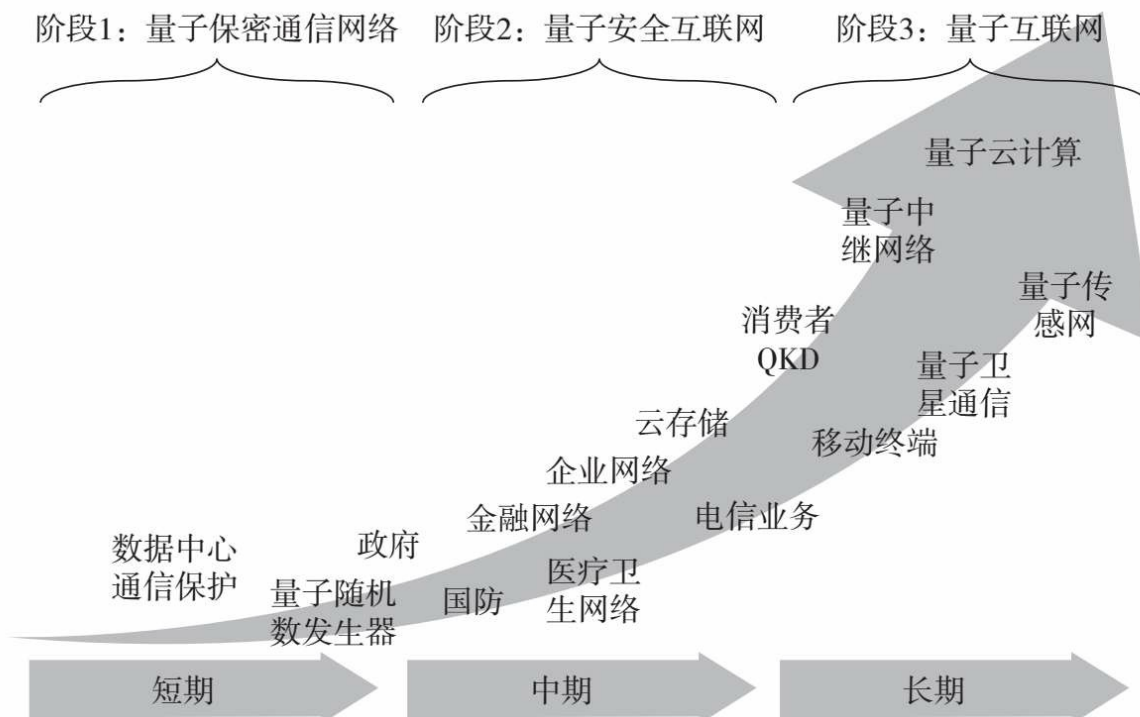 阶段1：量子保密通信网络
阶段2：量子安全互联网
阶段3：量子互联网
量子云计算
量子中
继网络
量子传
感网
消费者
QKD
量子卫
星通信
云存储
移动终端
企业网络
金融网络
电信业务
数据中心
通信保护
政府
医疗卫
生网络
量子随机
数发生器
国防
短期
中期
长期